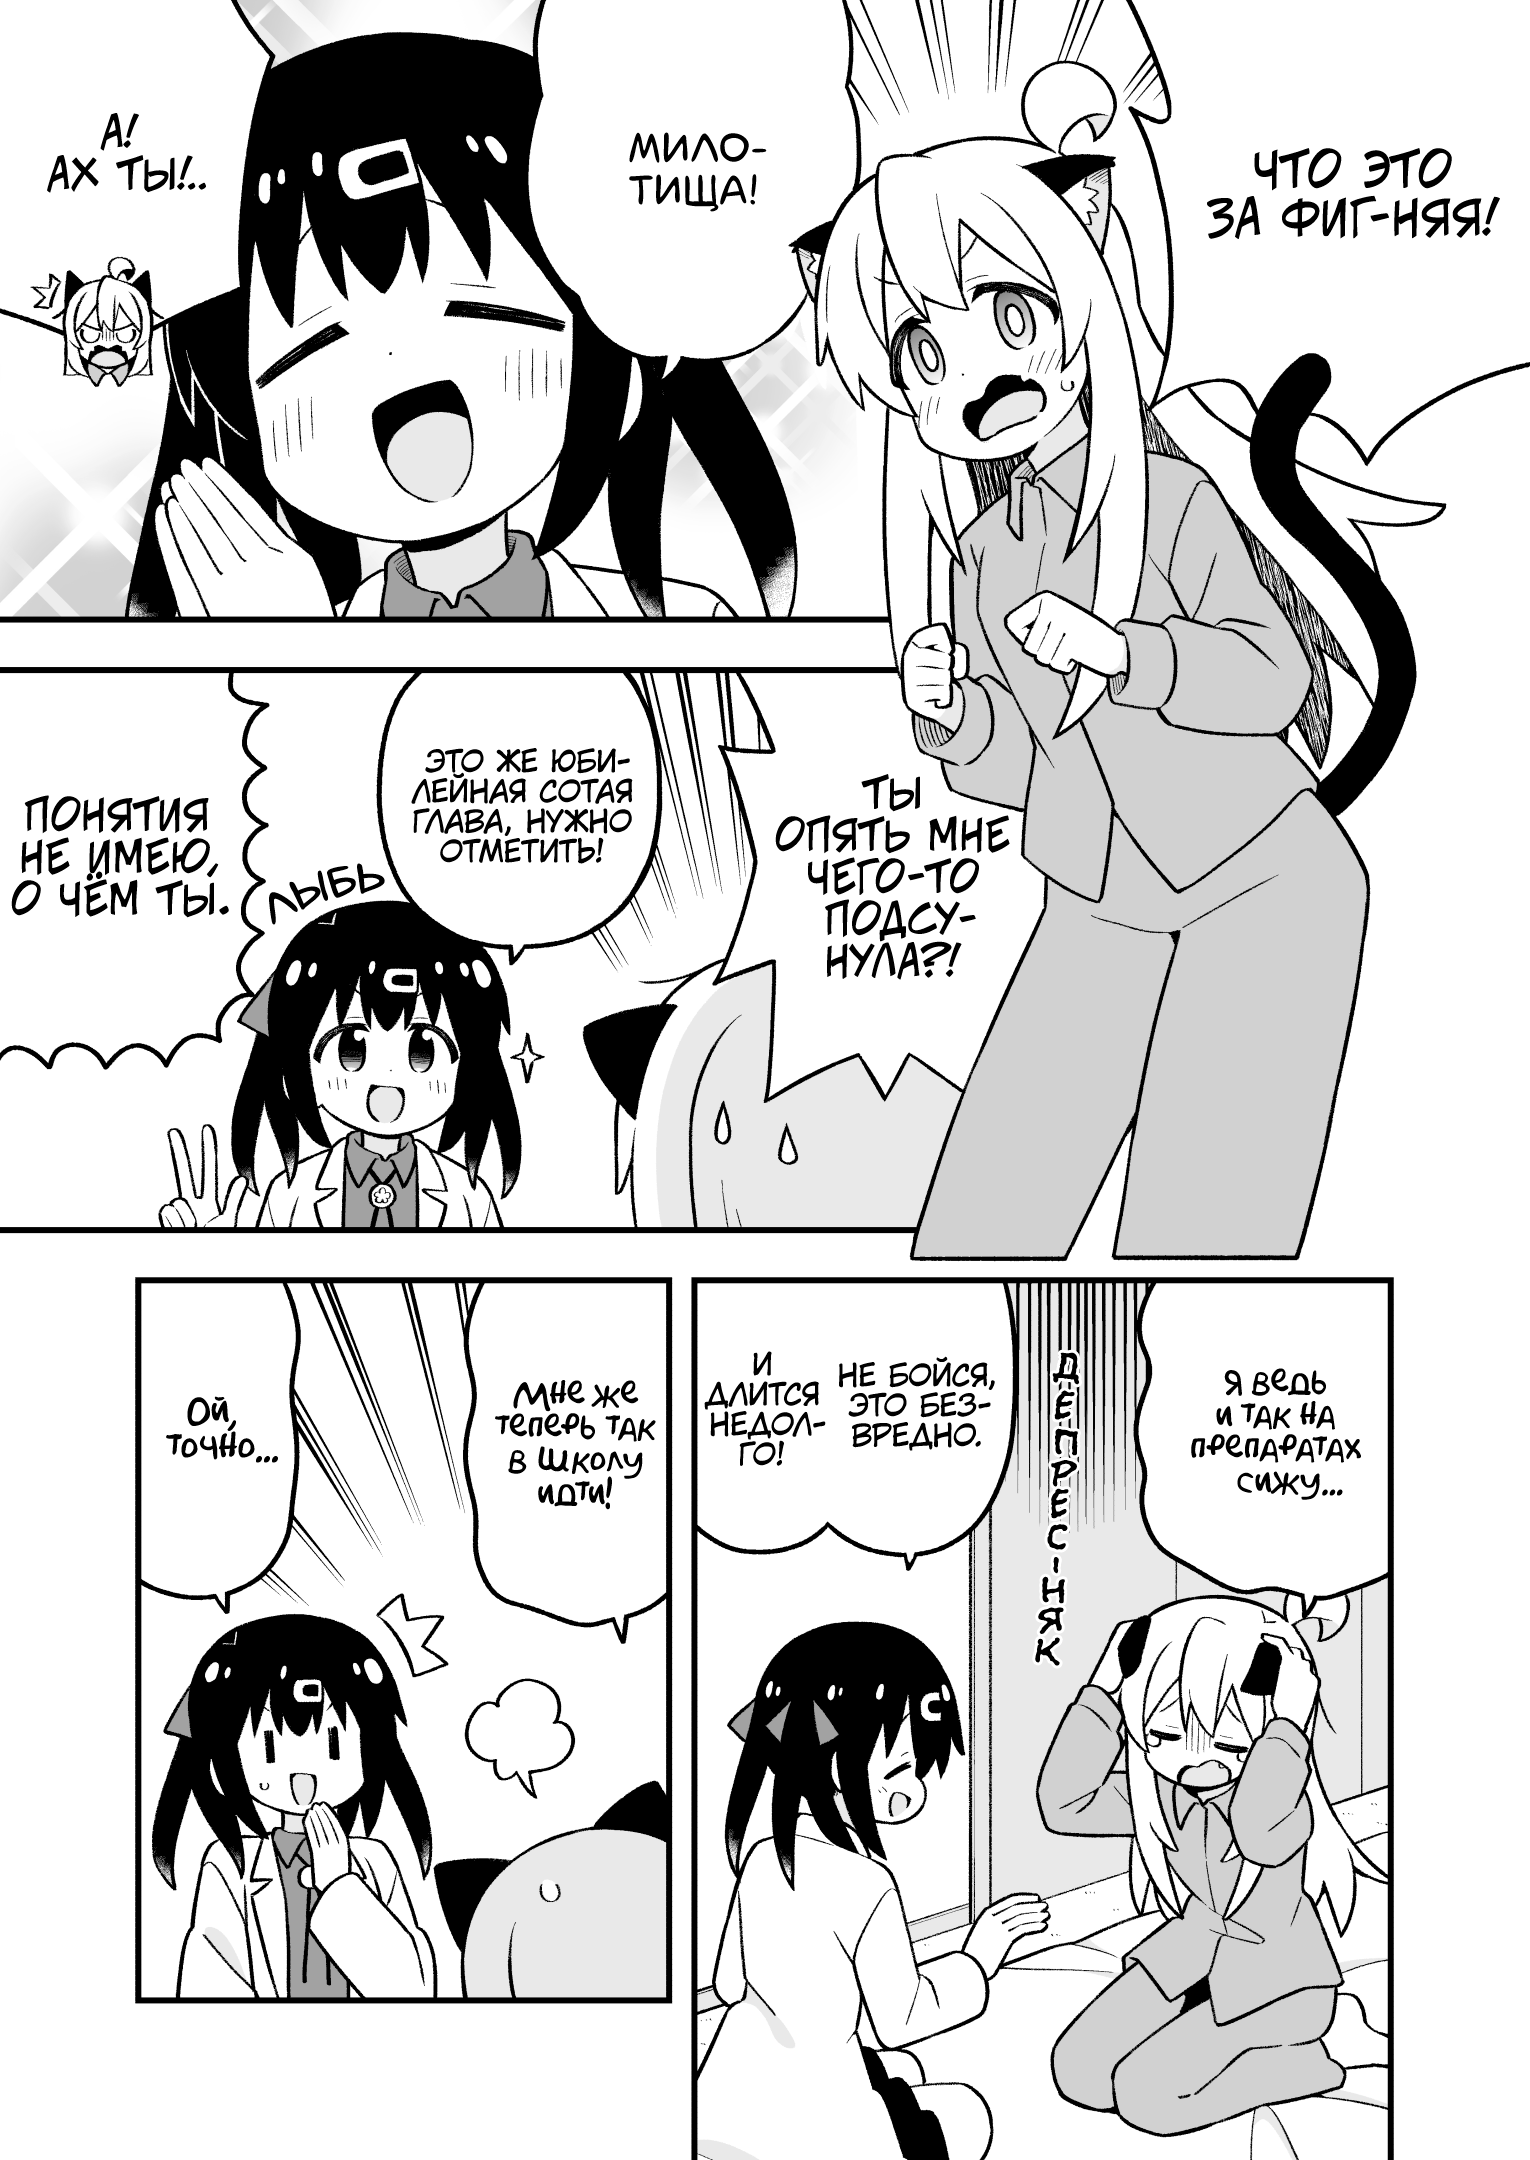 ЧТО ЭТО
ЗА ФИГ-НЯЯ!
МИЛО-
ТИЩА!
А!
АХ ТЫ!..
ТЫ
ОПЯТЬ МНЕ
ЧЕГО-ТО
ПОДСУ-
НУЛА?!
ЭТО ЖЕ ЮБИ-
ЛЕЙНАЯ СОТАЯ
ГЛАВА, НУЖНО
ОТМЕТИТЬ!
ЛЫБЬ
ПОНЯТИЯ
НЕ ИМЕЮ,
О ЧЁМ ТЫ.
Я ВЕДЬ
И ТАК НА
ПРЕПАРАТАХ
СИЖУ...
ДЕПРЕС-НЯК
НЕ БОЙСЯ,
ЭТО БЕЗ-
ВРЕДНО.
И
ДЛИТСЯ
НЕДОЛ-
ГО!
МНЕ ЖЕ
ТЕПЕРЬ ТАК
В ШКОЛУ
ИДТИ!
ОЙ,
ТОЧНО...